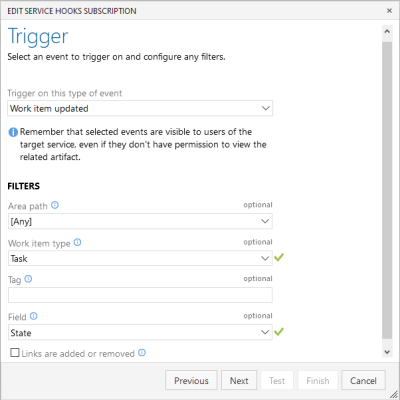 EDIT SERVICE HOOKS SUBSCRIPTION
Trigger
Select an event to trigger on and configure any filters.
Trigger on this type of event
Work item updated
Remember that selected events are visible to users of the
target service, even if they don't have permission to view the
related artifact.
FILTERS
Area path optional
[Any]
Work item type optional
Task
Tag optional
Field optional
State
Links are added or removed
Previous Next Test Finish Cancel